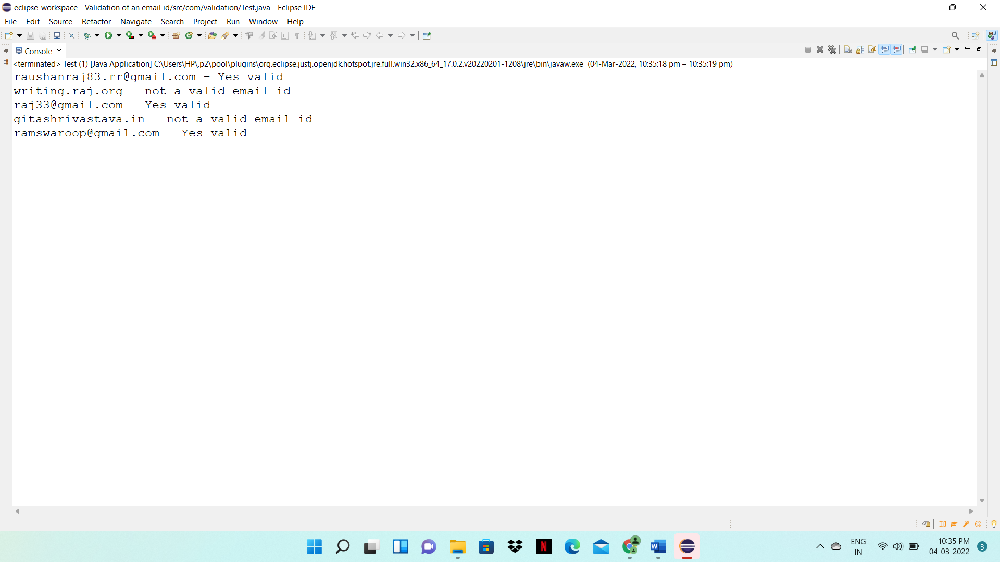 eclipse-workspace - Validation of an email id/src/com/validation/Test.java - Eclipse IDE
File Edit Source Refactor Navigate Search Project Run Window Help
Console
<terminated> Test (1) [Java Application] C:\Users\HP\.p2\pool\plugins\org.eclipse.justj.openjdk.hotspot.jre.full.win32.x86_64_17.0.2.v20220201-1208\jre\bin\javaw.exe (04-Mar-2022, 10:35:18 pm – 10:35:19 pm)
raushanraj83.rr@gmail.com - Yes valid
writing.raj.org - not a valid email id
raj33@gmail.com - Yes valid
gitashrivastava.in - not a valid email id
ramswaroop@gmail.com - Yes valid
ENG
IN
10:35 PM
04-03-2022
3